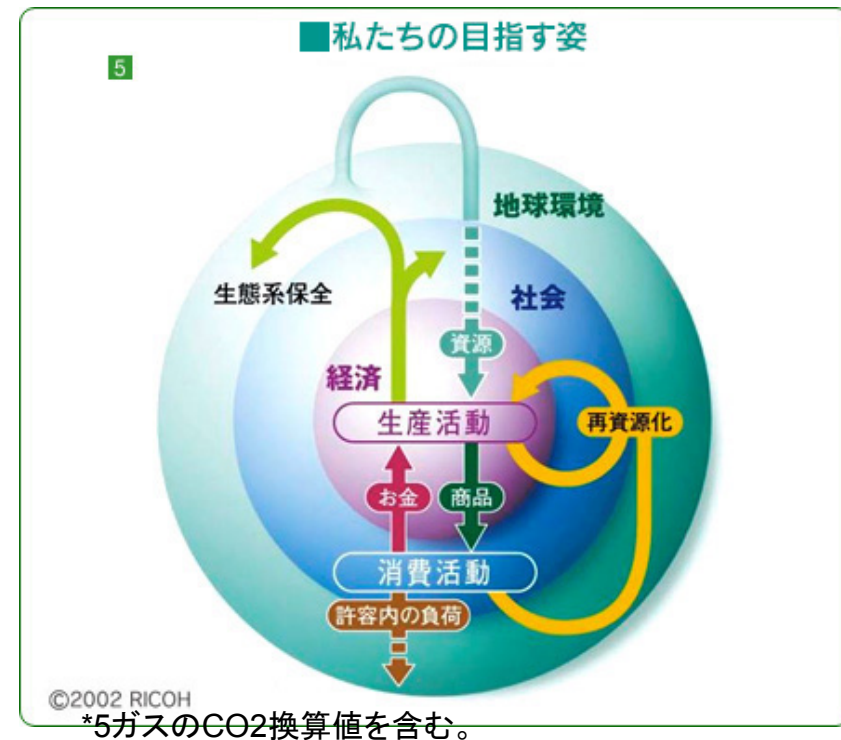 ■私たちの目指す姿
5
地球環境
生態系保全
社会
資源
経済
生産活動
再資源化
お金
商品
消費活動
許容内の負荷
©2002 RICOH
*5ガスのCO2換算値を含む。